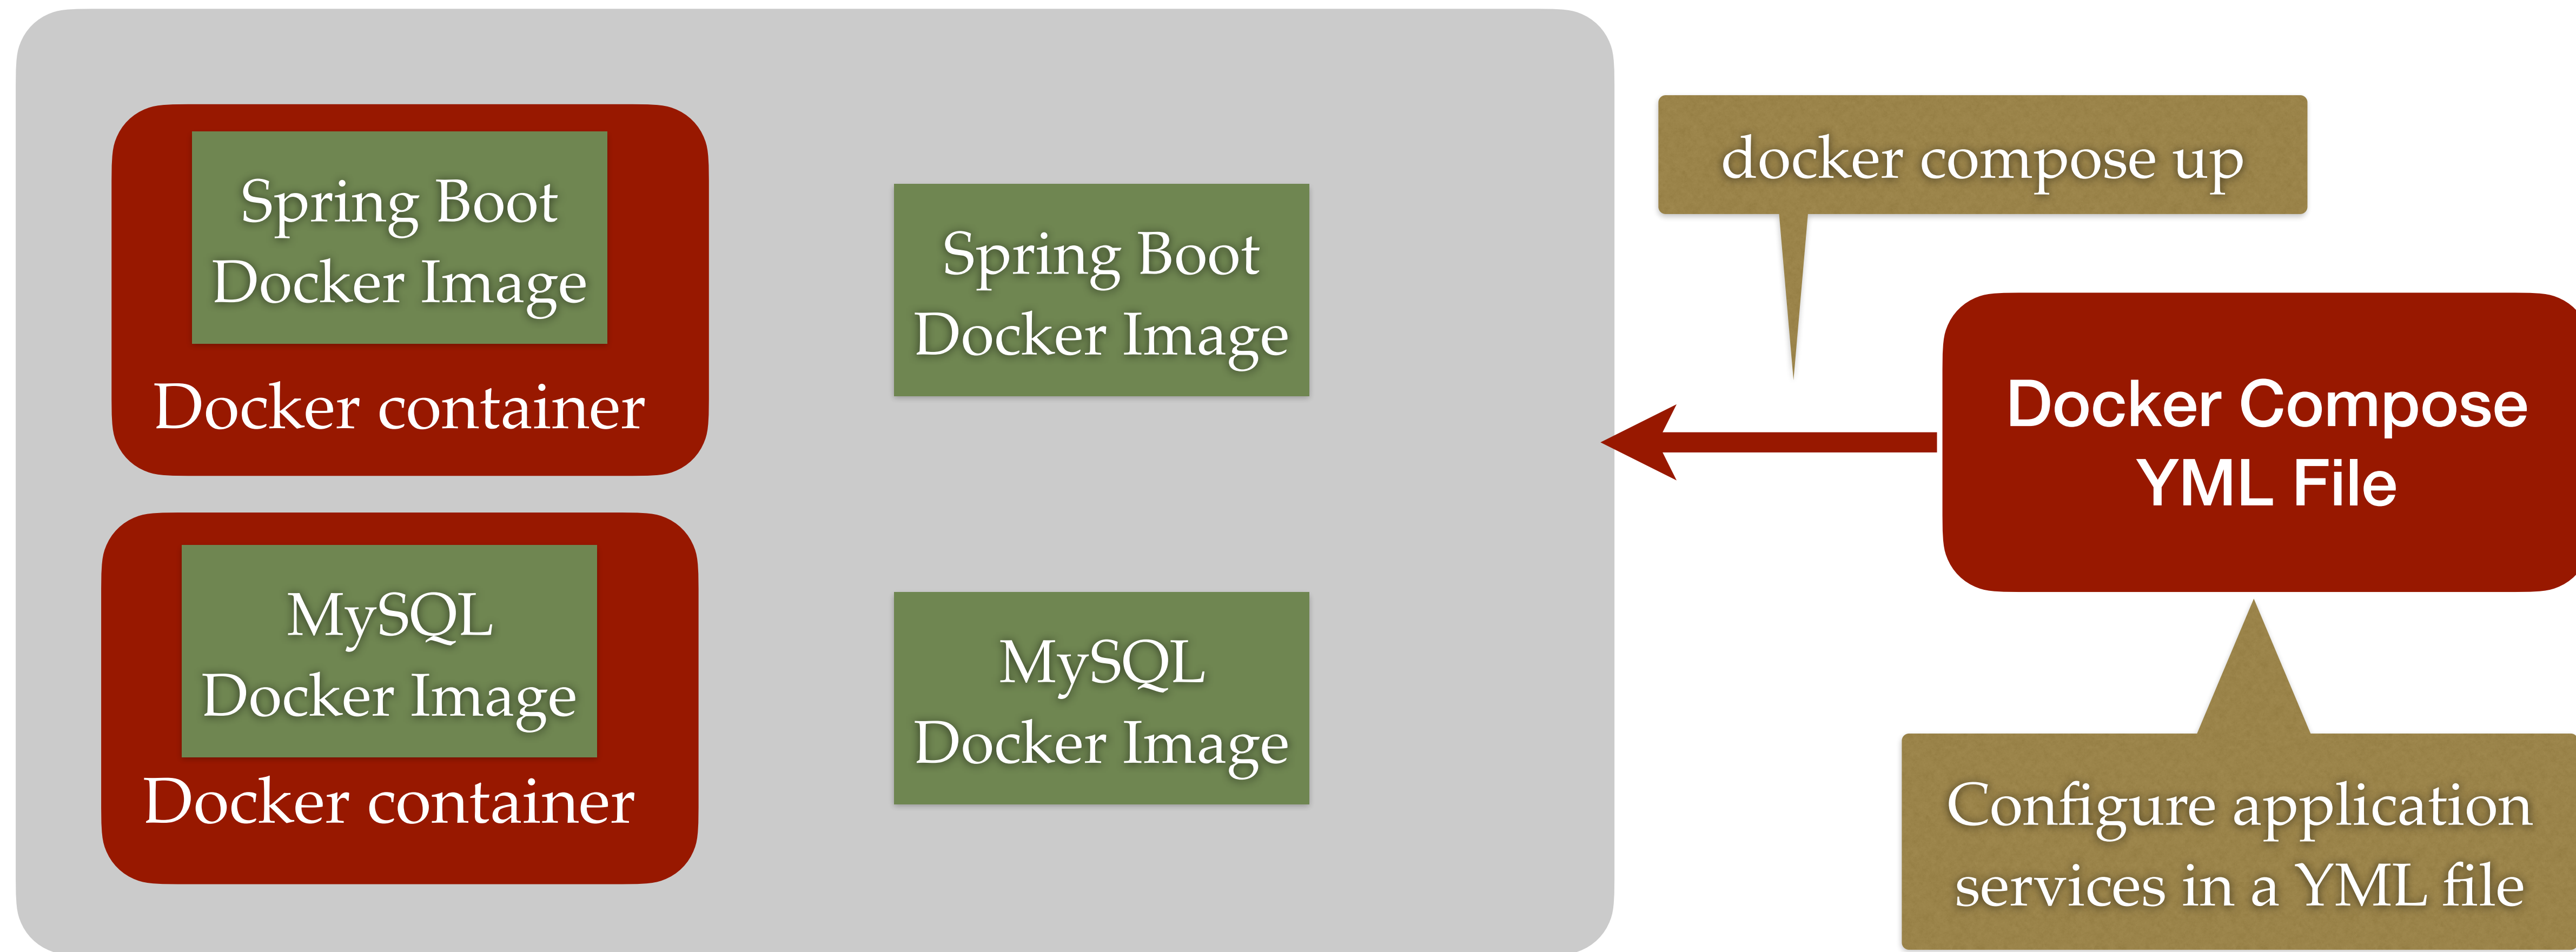 Spring Boot
Docker Image
Docker container
MySQL
Docker Image
Docker container
Spring Boot
Docker Image
MySQL
Docker Image
docker compose up
Docker Compose
YML File
Configure application
services in a YML file